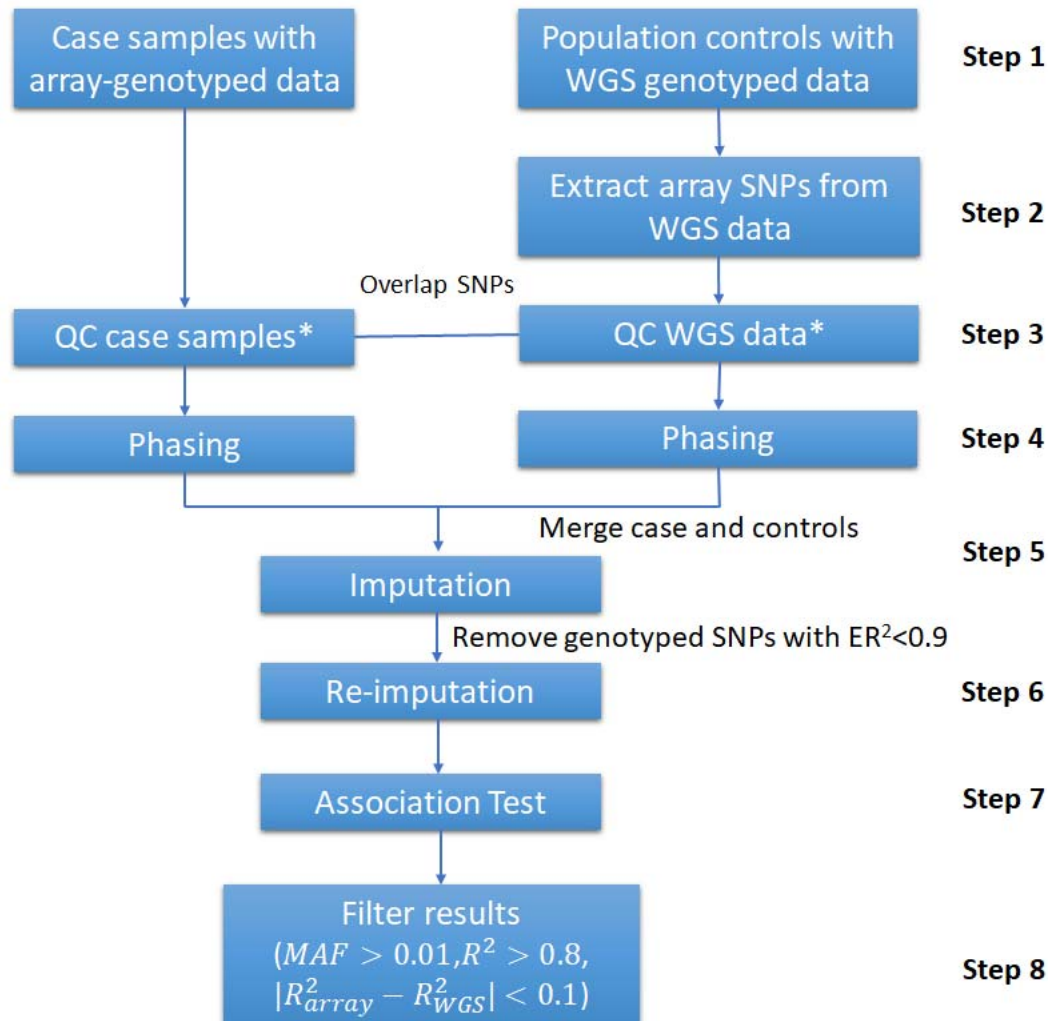 Case samples with
array-genotyped data
Population controls with
WGS genotyped data
Step 1
Extract array SNPs from
WGS data
Step 2
Overlap SNPs
QC case samples*
QC WGS data*
Step 3
Phasing
Phasing
Step 4
Merge case and controls
Step 5
Imputation
Remove genotyped SNPs with ER²<0.9
Re-imputation
Step 6
Association Test
Step 7
Filter results
(MAF > 0.01,R² > 0.8,
|R²array − R²WGS| < 0.1)
Step 8